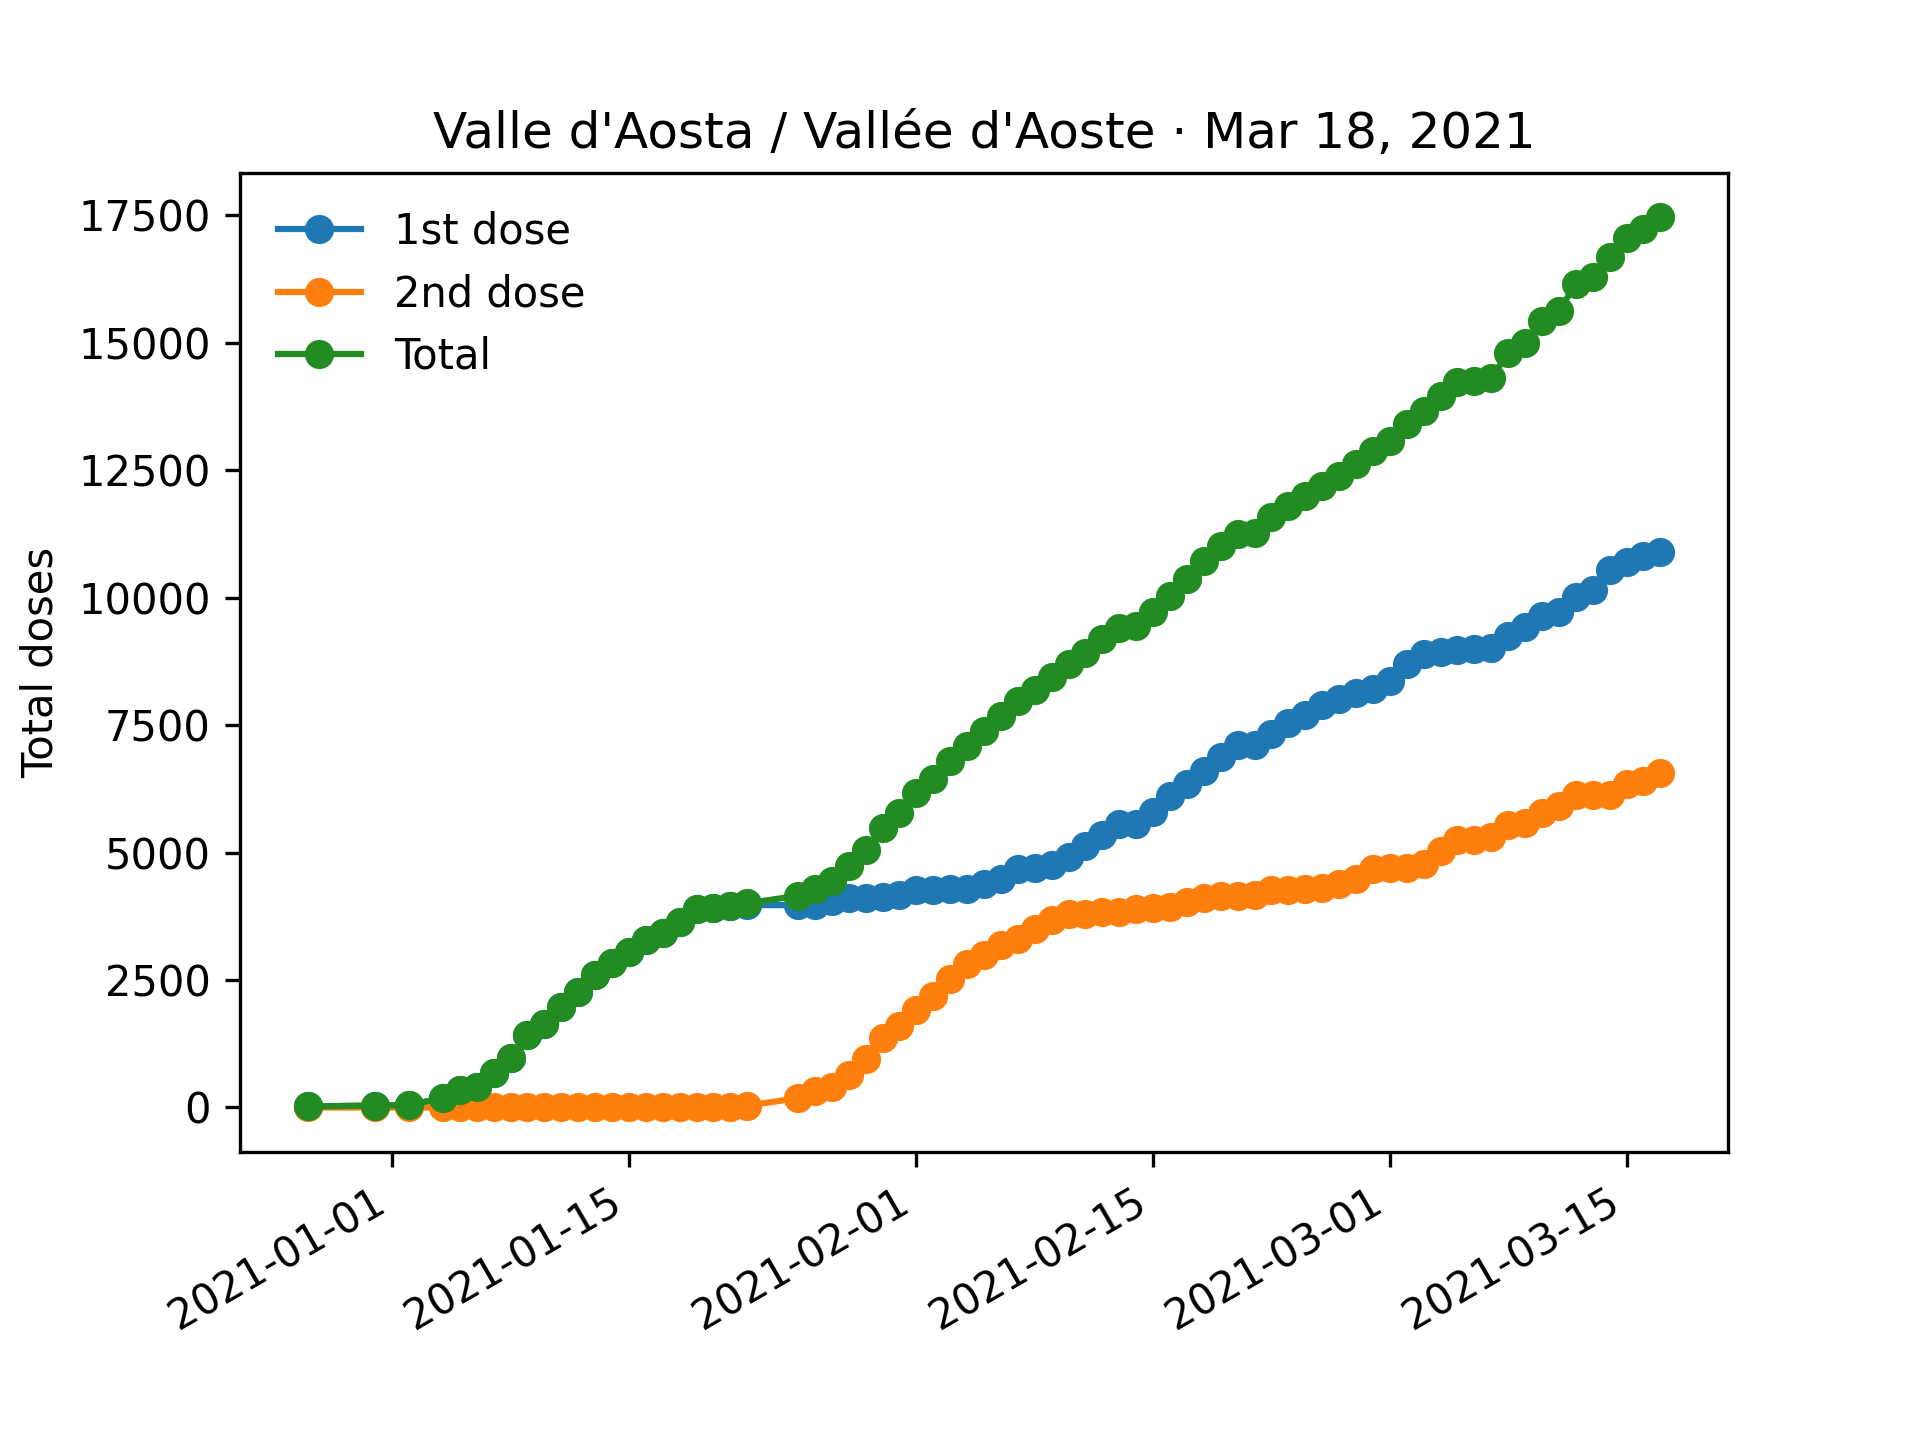 Valle d'Aosta / Vallée d'Aoste · Mar 18, 2021
1st dose
2nd dose
Total
Total doses
17500
15000
12500
10000
7500
5000
2500
0
2021-01-01
2021-01-15
2021-02-01
2021-02-15
2021-03-01
2021-03-15